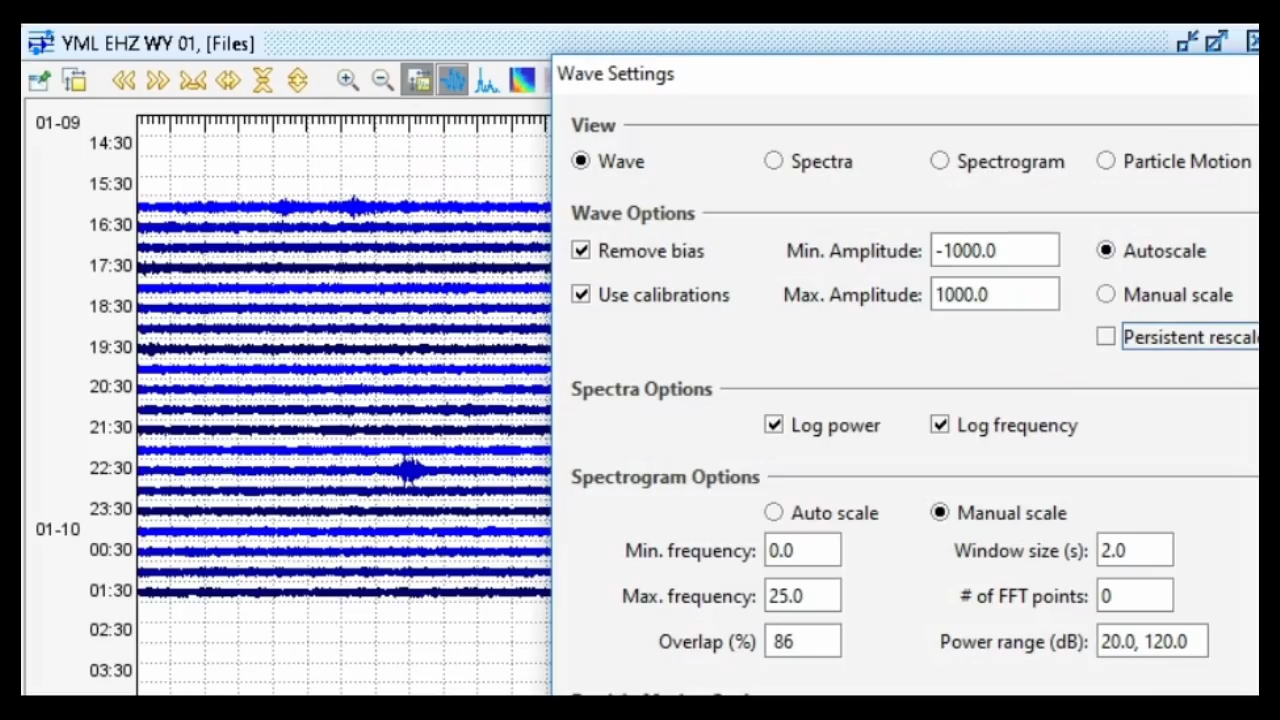 YML EHZ WY 01, [Files]
Wave Settings
01-09
14:30
15:30
16:30
17:30
18:30
19:30
20:30
21:30
22:30
23:30
01-10
00:30
01:30
02:30
03:30
View
Wave Spectra Spectrogram Particle Motion
Wave Options
Remove bias Min. Amplitude: -1000.0 Autoscale
Use calibrations Max. Amplitude: 1000.0 Manual scale
Persistent
Spectra Options
Log power Log frequency
Spectrogram Options
Auto scale Manual scale
Min. frequency: 0.0 Window size (s): 2.0
Max. frequency: 25.0 # of FFT points: 0
Overlap (%) 86 Power range (dB): 20.0, 120.0